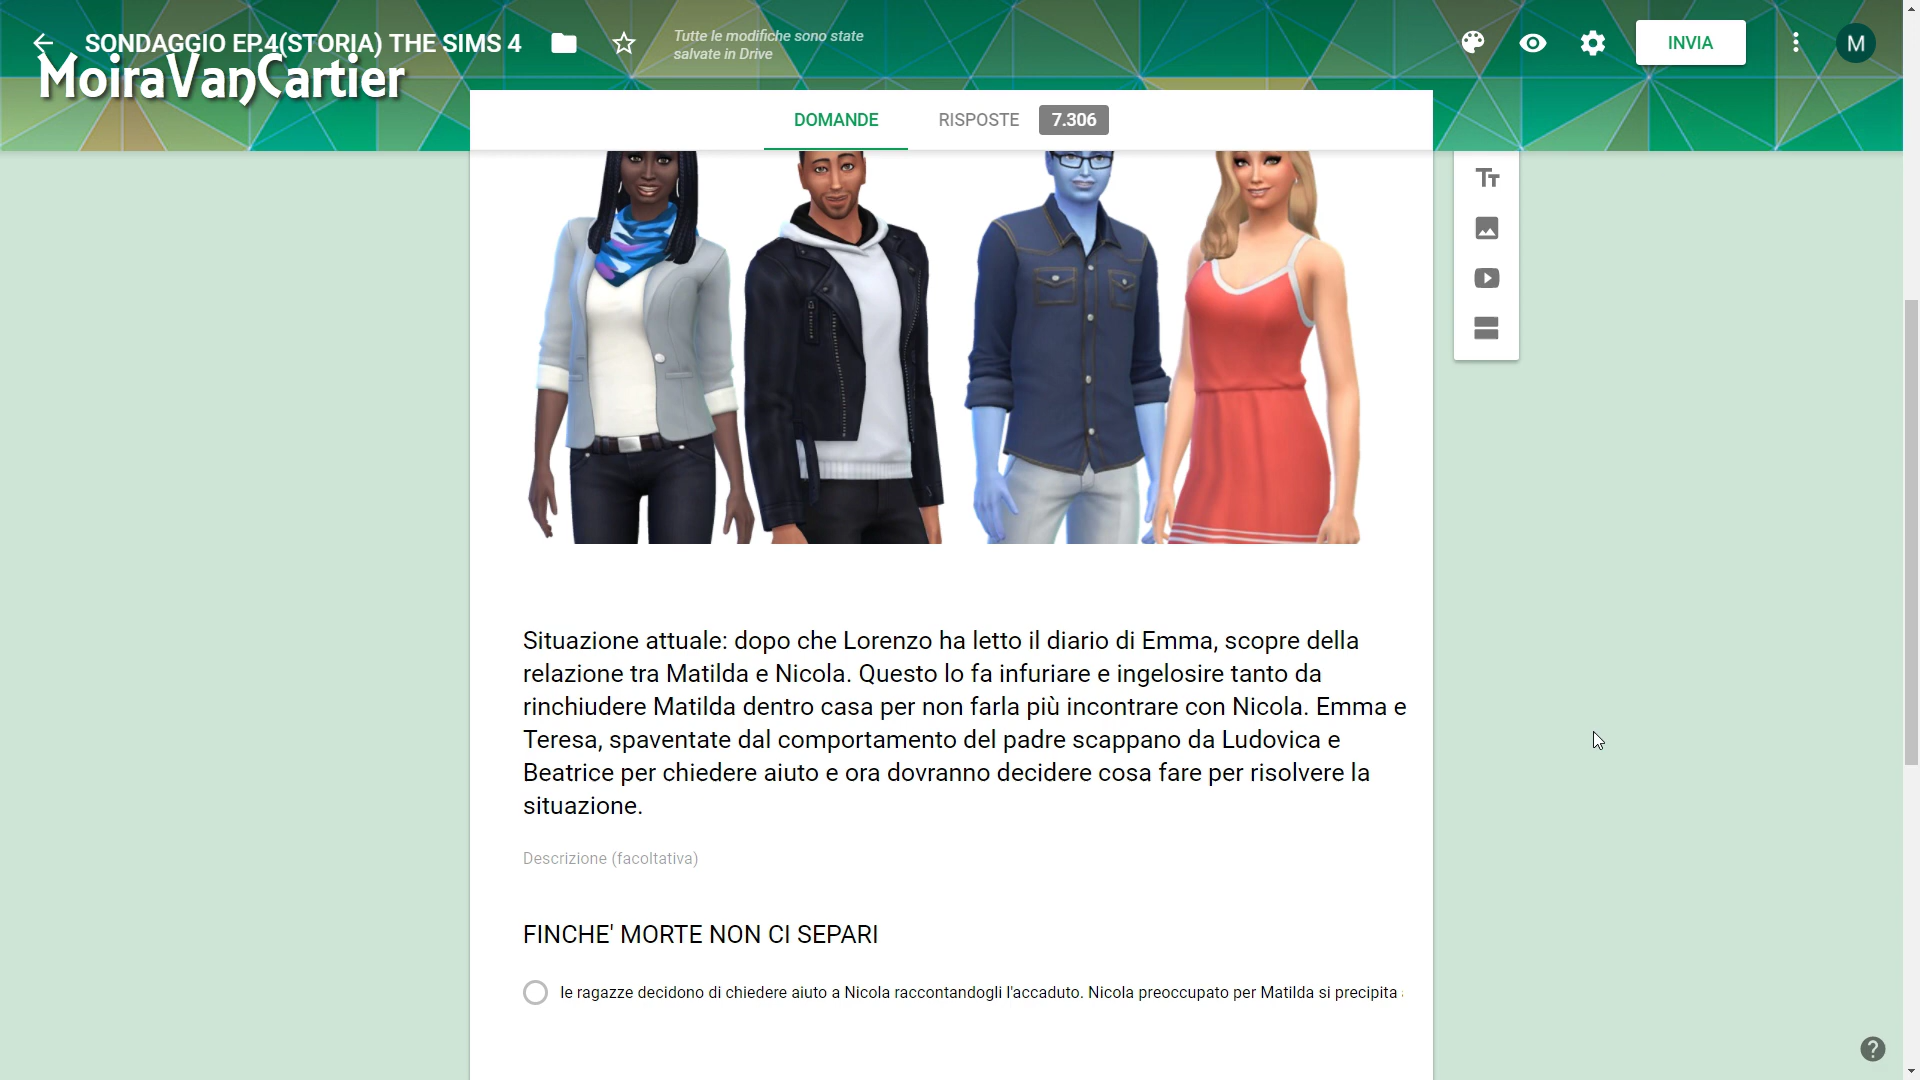 SONDAGGIO EP.4(STORIA) THE SIMS 4
Tutte le modifiche sono state
salvate in Drive
INVIA
M
MoiraVanCartier
DOMANDE
RISPOSTE
7.306
Situazione attuale: dopo che Lorenzo ha letto il diario di Emma, scopre della
relazione tra Matilda e Nicola. Questo lo fa infuriare e ingelosire tanto da
rinchiudere Matilda dentro casa per non farla più incontrare con Nicola. Emma e
Teresa, spaventate dal comportamento del padre scappano da Ludovica e
Beatrice per chiedere aiuto e ora dovranno decidere cosa fare per risolvere la
situazione.
Descrizione (facoltativa)
FINCHE' MORTE NON CI SEPARI
le ragazze decidono di chiedere aiuto a Nicola raccontandogli l'accaduto. Nicola preoccupato per Matilda si precipita